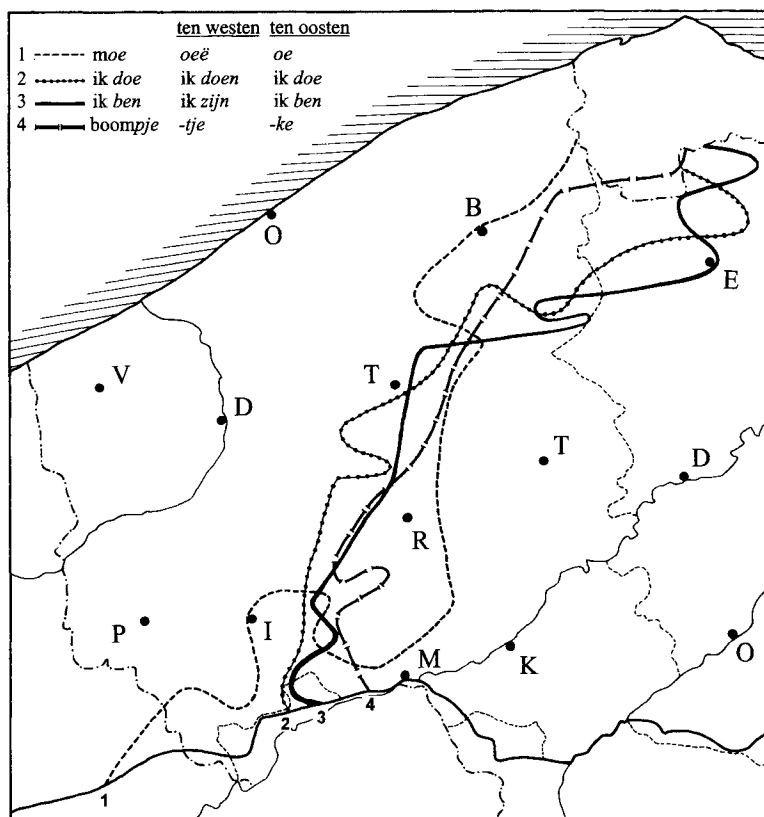 ten westen ten oosten
1 moe oeë oe
2 ik doe ik doen ik doe
3 ik ben ik zijn ik ben
4 boompje -tje -ke
O
B
E
V
D
T
T
D
R
P
I
M
K
O
2
3
4
1